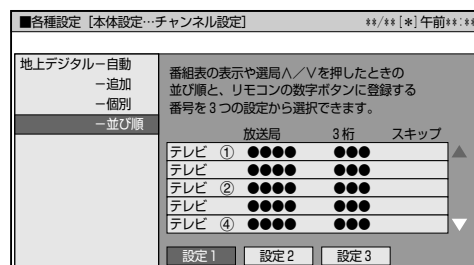 ■各種設定［本体設定…チャンネル設定］ **/**[*]午前**:**
地上デジタルー自動
ー追加
ー個別
ー並び順
番組表の表示や選局∧／∨を押したときの
並び順と、リモコンの数字ボタンに登録する
番号を3つの設定から選択できます。
放送局 3桁 スキップ
テレビ ① ●●●● ●●●
テレビ ●●●● ●●●
テレビ ② ●●●● ●●●
テレビ ●●●● ●●●
テレビ ④ ●●●● ●●●
設定1 設定2 設定3